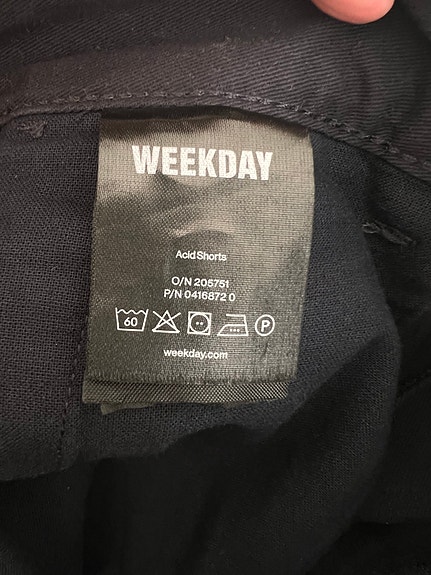 WEEKDAY
Acid Shorts
O/N 205751
P/N 0416872 0
60 P
weekday.com